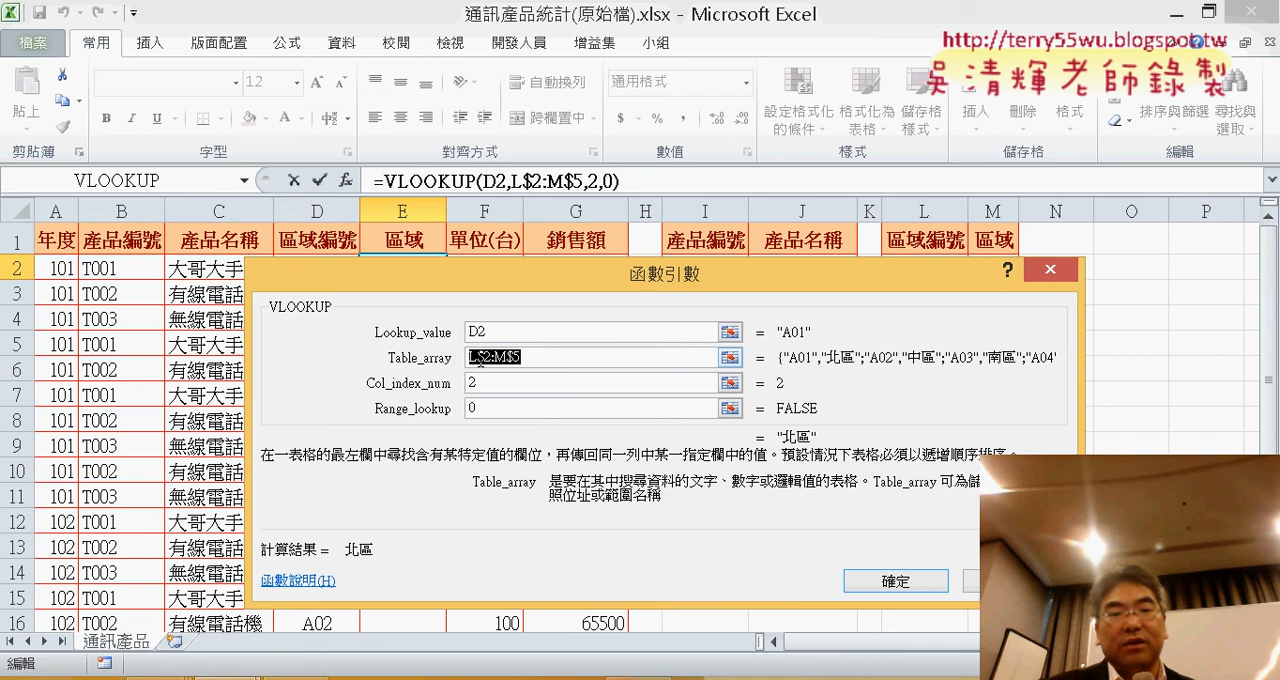 通訊產品統計(原始檔).xlsx - Microsoft Excel
檔案 常用 插入 版面配置 公式 資料 校閱 檢視 開發人員 增益集 小組
http://terry55wu.blogspot.tw
吳清輝老師錄製
貼上 12 自動換列 通用格式 設定格式化的條件 格式化為表格 儲存格樣式 插入 刪除 格式 排序與篩選 尋找與選取
B I U 跨欄置中 $ %
剪貼簿 字型 對齊方式 數值 樣式 儲存格 編輯
VLOOKUP =VLOOKUP(D2,L$2:M$5,2,0)
A B C D E F G H I J K L M N O P
1 年度 產品編號 產品名稱 區域編號 區域 單位(台) 銷售額 產品編號 產品名稱 區域編號 區域
2 101 T001 大哥大手
3 101 T002 有線電話
4 101 T003 無線電話
5 101 T001 大哥大手
6 101 T002 有線電話
7 101 T001 大哥大手
8 101 T002 有線電話
9 101 T003 無線電話
10 101 T002 有線電話
11 101 T003 無線電話
12 102 T001 大哥大手
13 102 T002 有線電話
14 102 T003 無線電話
15 102 T001 大哥大手
16 102 T002 有線電話機 A02 100 65500
函數引數
VLOOKUP
Lookup_value D2 = "A01"
Table_array L$2:M$5 = {"A01","北區";"A02","中區";"A03","南區";"A04"
Col_index_num 2 = 2
Range_lookup 0 = FALSE
= "北區"
在一表格的最左欄中尋找含有某特定值的欄位，再傳回同一列中某一指定欄中的值。預設情況下表格必須以遞增順序排序。
Table_array 是要在其中搜尋資料的文字、數字或邏輯值的表格。Table_array 可為儲
照位址或範圍名稱
計算結果 = 北區
函數說明(H)
確定
通訊產品
編輯